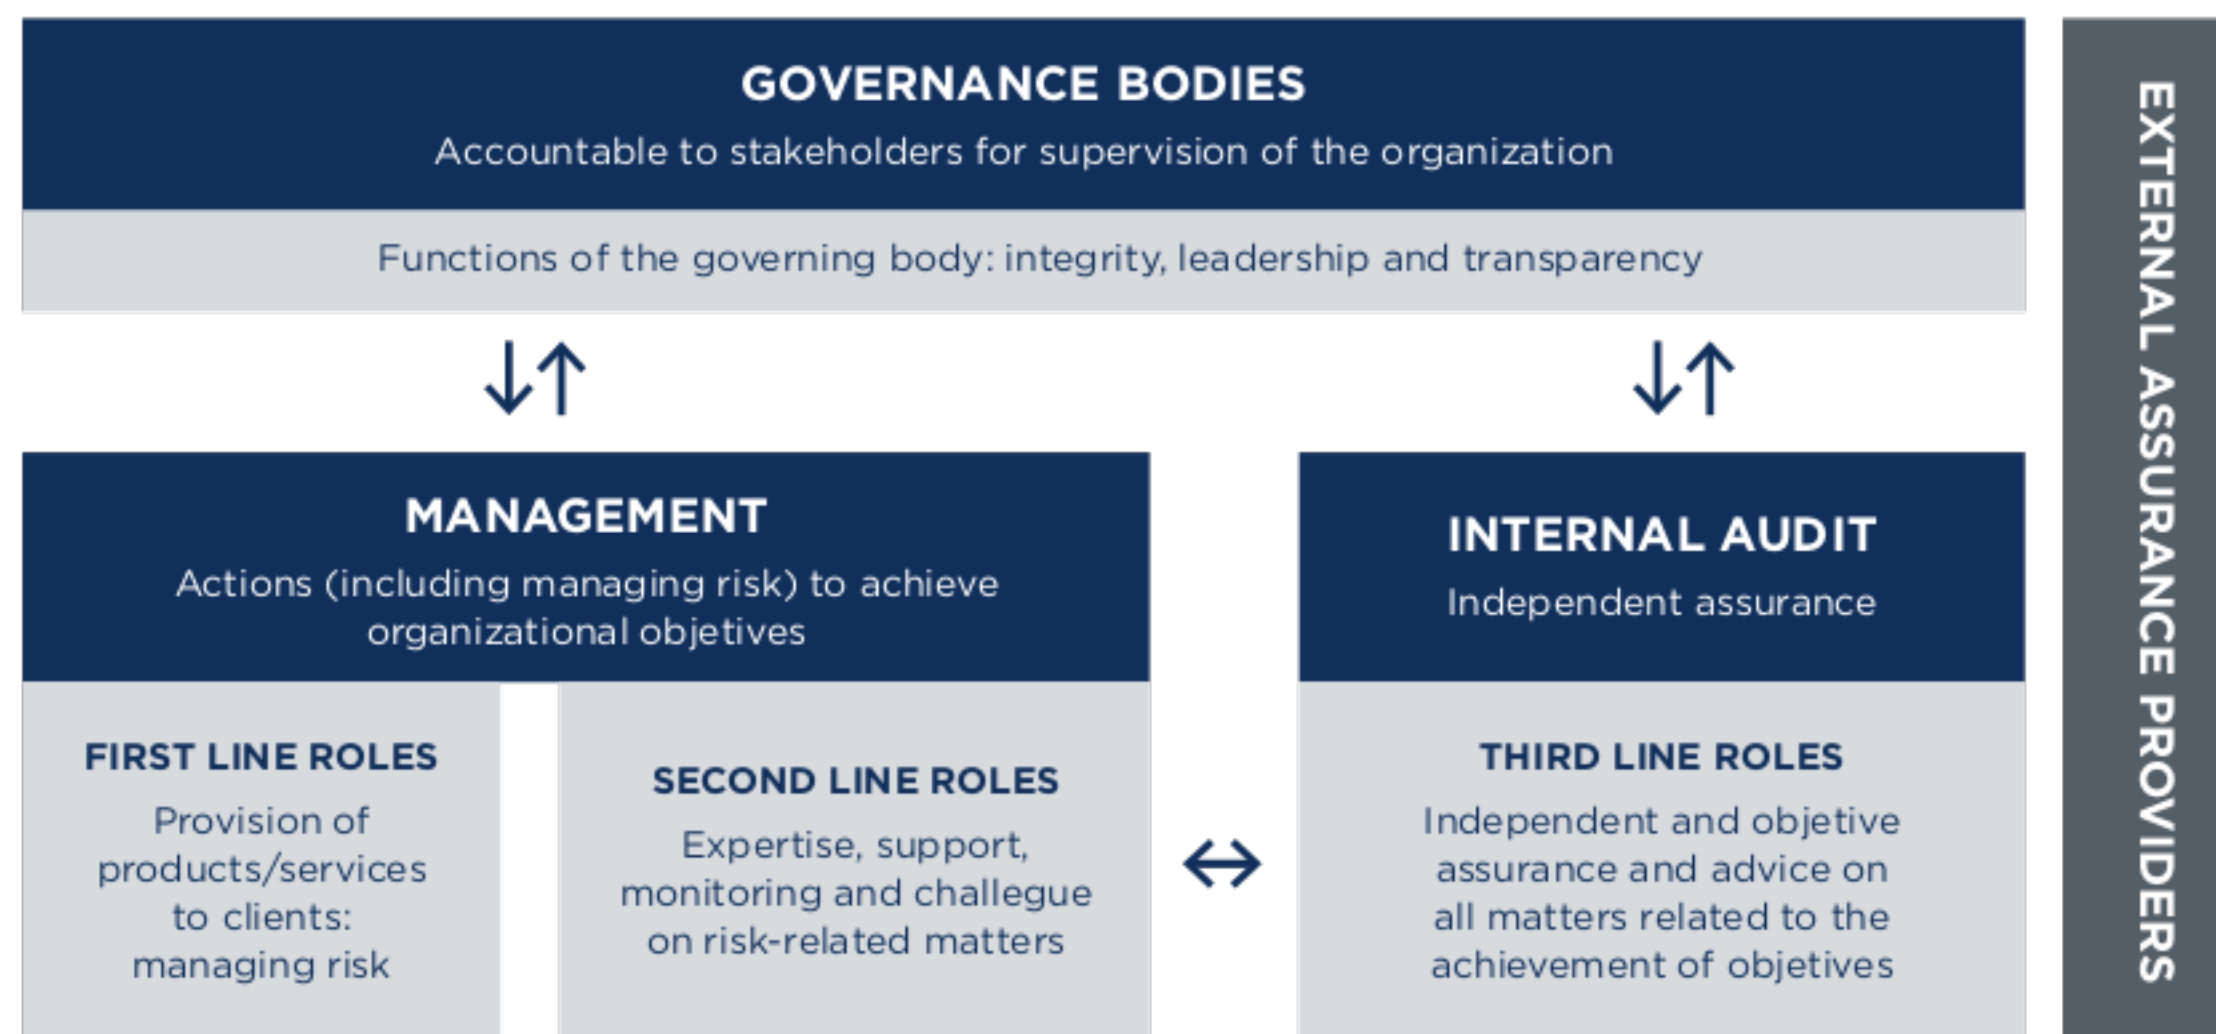 GOVERNANCE BODIES
Accountable to stakeholders for supervision of the organization
Functions of the governing body: integrity, leadership and transparency
MANAGEMENT
Actions (including managing risk) to achieve
organizational objetives
FIRST LINE ROLES
Provision of
products/services
to clients:
managing risk
SECOND LINE ROLES
Expertise, support,
monitoring and challegue
on risk-related matters
INTERNAL AUDIT
Independent assurance
THIRD LINE ROLES
Independent and objetive
assurance and advice on
all matters related to the
achievement of objetives
EXTERNAL ASSURANCE PROVIDERS